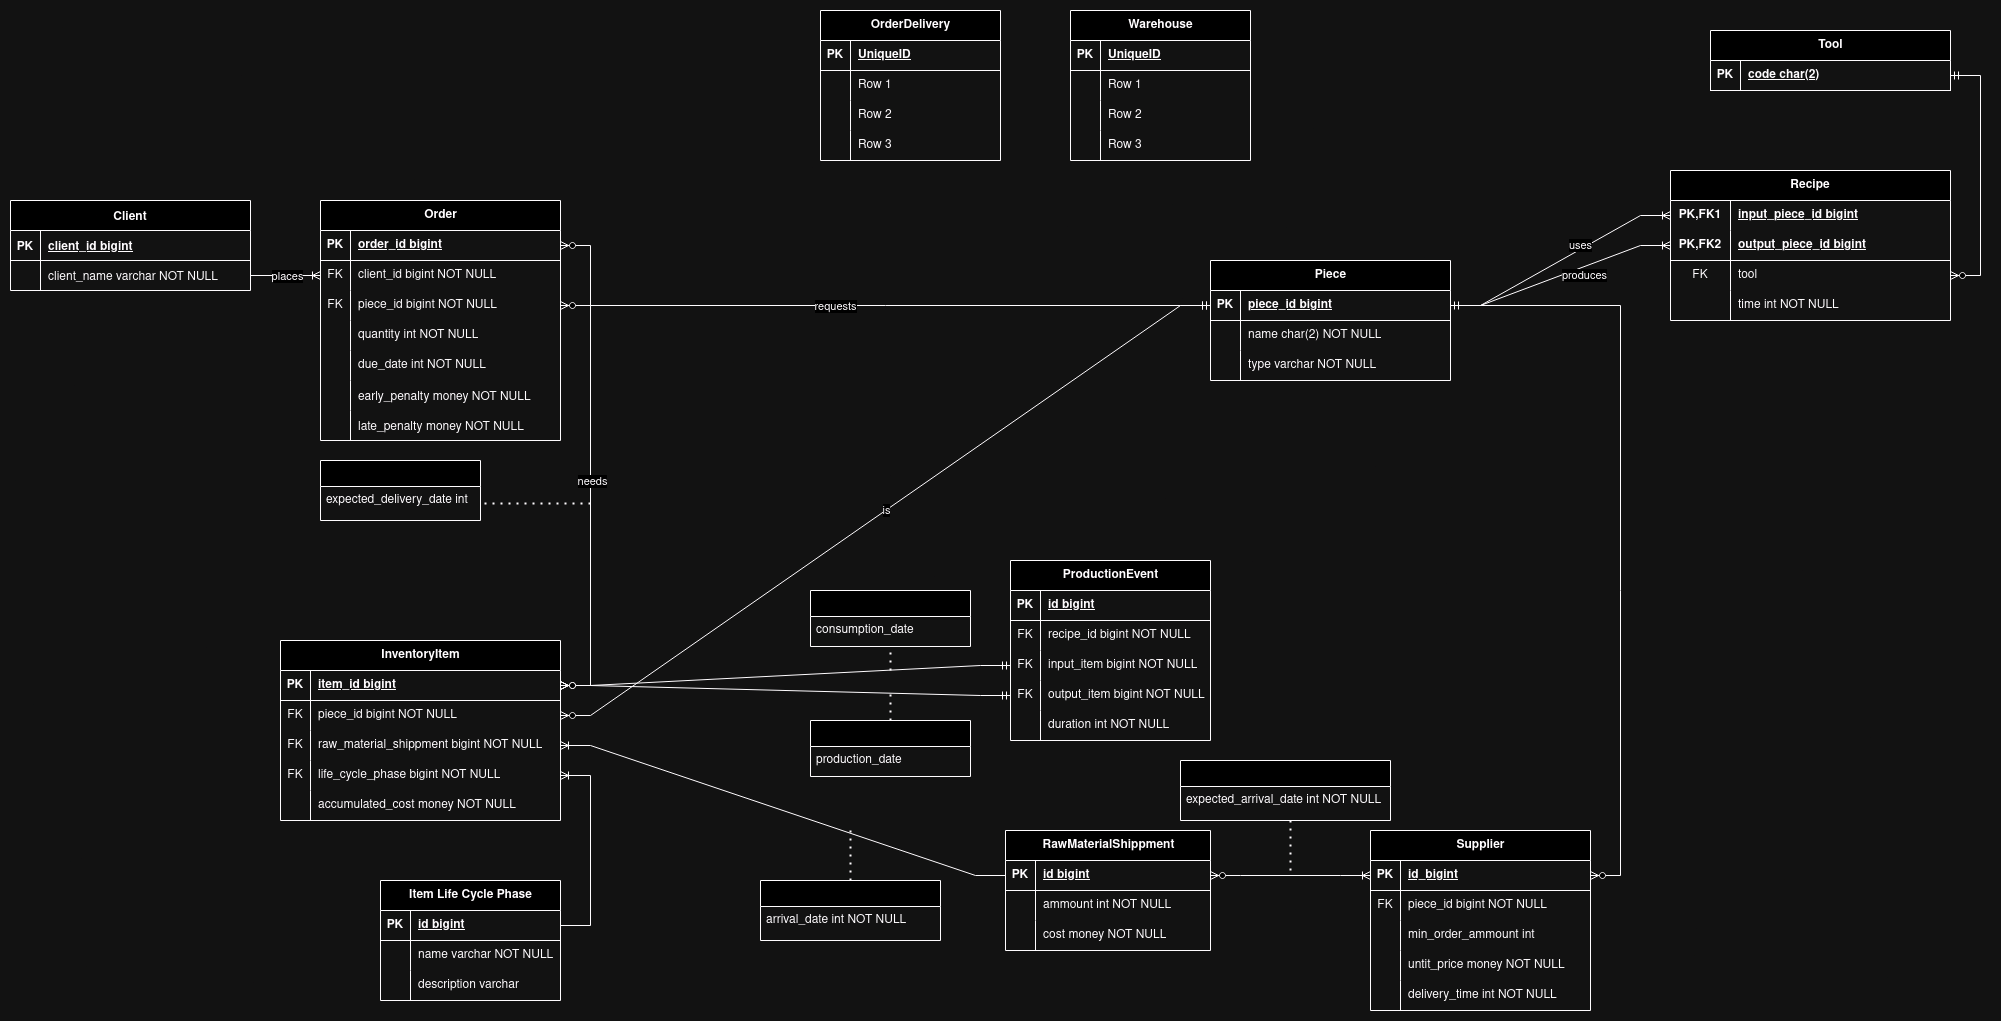 OrderDelivery
PK UniqueID
Row 1
Row 2
Row 3
Warehouse
PK UniqueID
Row 1
Row 2
Row 3
Tool
PK code char(2)
Client
PK client_id bigint
client_name varchar NOT NULL
places
Order
PK order_id bigint
FK client_id bigint NOT NULL
FK piece_id bigint NOT NULL
quantity int NOT NULL
due_date int NOT NULL
early_penalty money NOT NULL
late_penalty money NOT NULL
requests
Piece
PK piece_id bigint
name char(2) NOT NULL
type varchar NOT NULL
uses
produces
Recipe
PK,FK1 input_piece_id bigint
PK,FK2 output_piece_id bigint
FK tool
time int NOT NULL
expected_delivery_date int
needs
is
consumption_date
ProductionEvent
PK id bigint
FK recipe_id bigint NOT NULL
FK input_item bigint NOT NULL
FK output_item bigint NOT NULL
duration int NOT NULL
InventoryItem
PK item_id bigint
FK piece_id bigint NOT NULL
FK raw_material_shippment bigint NOT NULL
FK life_cycle_phase bigint NOT NULL
accumulated_cost money NOT NULL
production_date
expected_arrival_date int NOT NULL
Item Life Cycle Phase
PK id bigint
name varchar NOT NULL
description varchar
arrival_date int NOT NULL
RawMaterialShippment
PK id bigint
ammount int NOT NULL
cost money NOT NULL
Supplier
PK id_bigint
FK piece_id bigint NOT NULL
min_order_ammount int
untit_price money NOT NULL
delivery_time int NOT NULL